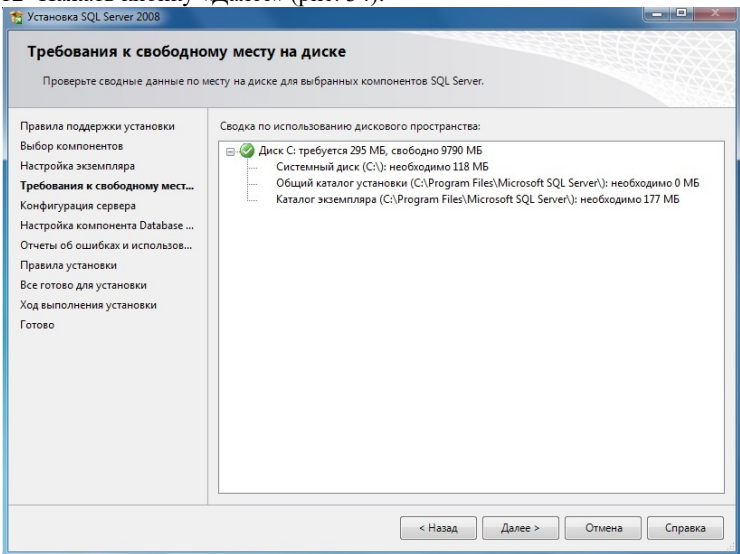 Установка SQL Server 2008
Требования к свободному месту на диске
Проверьте сводные данные по месту на диске для выбранных компонентов SQL Server.
Правила поддержки установки
Выбор компонентов
Настройка экземпляра
Требования к свободному мест...
Конфигурация сервера
Настройка компонента Database ...
Отчеты об ошибках и использов...
Правила установки
Все готово для установки
Ход выполнения установки
Готово
Сводка по использованию дискового пространства:
Диск C: требуется 295 МБ, свободно 9790 МБ
Системный диск (C:\): необходимо 118 МБ
Общий каталог установки (C:\Program Files\Microsoft SQL Server\): необходимо 0 МБ
Каталог экземпляра (C:\Program Files\Microsoft SQL Server\): необходимо 177 МБ
< Назад
Далее >
Отмена
Справка